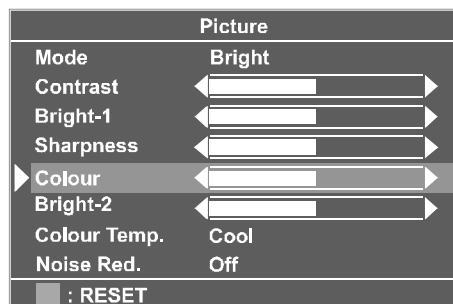 Picture
Mode Bright
Contrast
Bright-1
Sharpness
Colour
Bright-2
Colour Temp. Cool
Noise Red. Off
: RESET